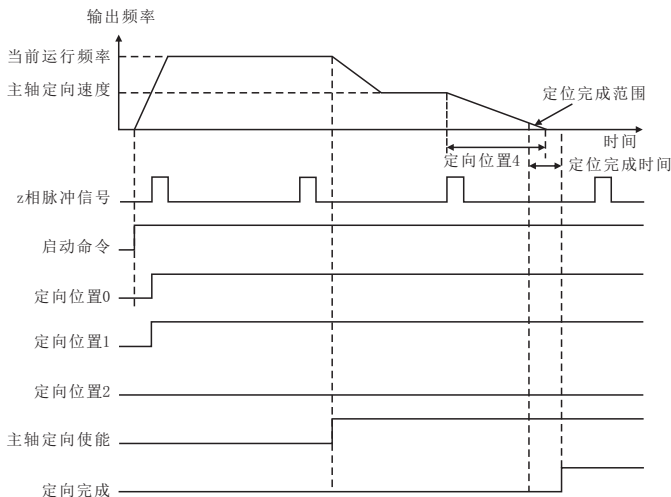 输出频率
当前运行频率
主轴定向速度
定位完成范围
时间
定向位置4
定位完成时间
z相脉冲信号
启动命令
定向位置0
定向位置1
定向位置2
主轴定向使能
定向完成